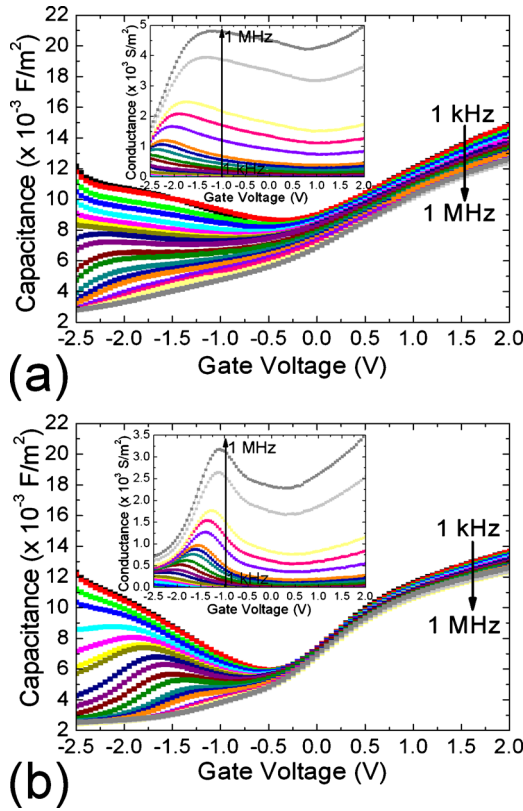 Capacitance (x 10⁻³ F/m²)
22
20
18
16
14
12
10
8
6
4
2
Conductance (x 10³ S/m²)
5
4
3
2
1
0
1 MHz
1 kHz
-2.5 -2.0 -1.5 -1.0 -0.5 0.0 0.5 1.0 1.5 2.0
Gate Voltage (V)
1 kHz
1 MHz
-2.5 -2.0 -1.5 -1.0 -0.5 0.0 0.5 1.0 1.5 2.0
Gate Voltage (V)
(a)
Capacitance (x 10⁻³ F/m²)
22
20
18
16
14
12
10
8
6
4
2
Conductance (x 10³ S/m²)
3.5
3.0
2.5
2.0
1.5
1.0
0.5
0.0
1 MHz
1 kHz
-2.5 -2.0 -1.5 -1.0 -0.5 0.0 0.5 1.0 1.5 2.0
Gate Voltage (V)
1 kHz
1 MHz
-2.5 -2.0 -1.5 -1.0 -0.5 0.0 0.5 1.0 1.5 2.0
Gate Voltage (V)
(b)